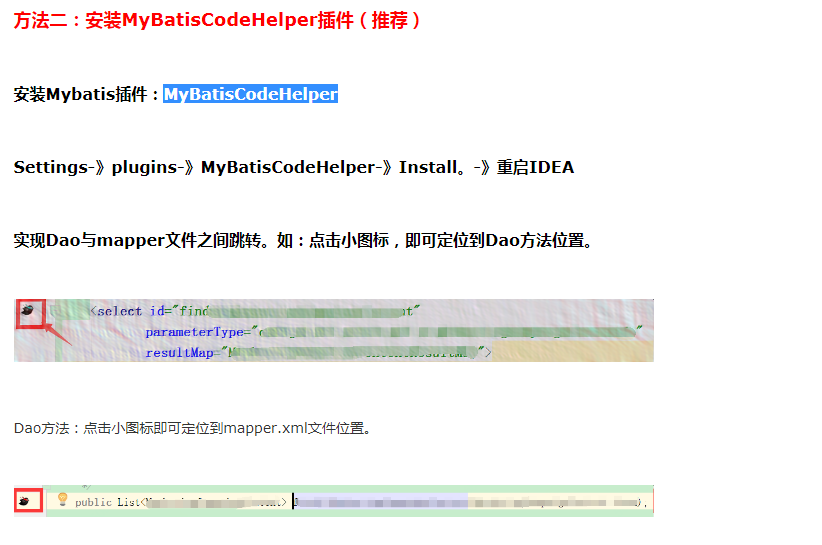 方法二：安装MyBatisCodeHelper插件（推荐）
安装Mybatis插件：MyBatisCodeHelper
Settings-》plugins-》MyBatisCodeHelper-》Install。-》重启IDEA
实现Dao与mapper文件之间跳转。如：点击小图标，即可定位到Dao方法位置。
<select id="find
parameterType="
resultMap="
Dao方法：点击小图标即可定位到mapper.xml文件位置。
public List<